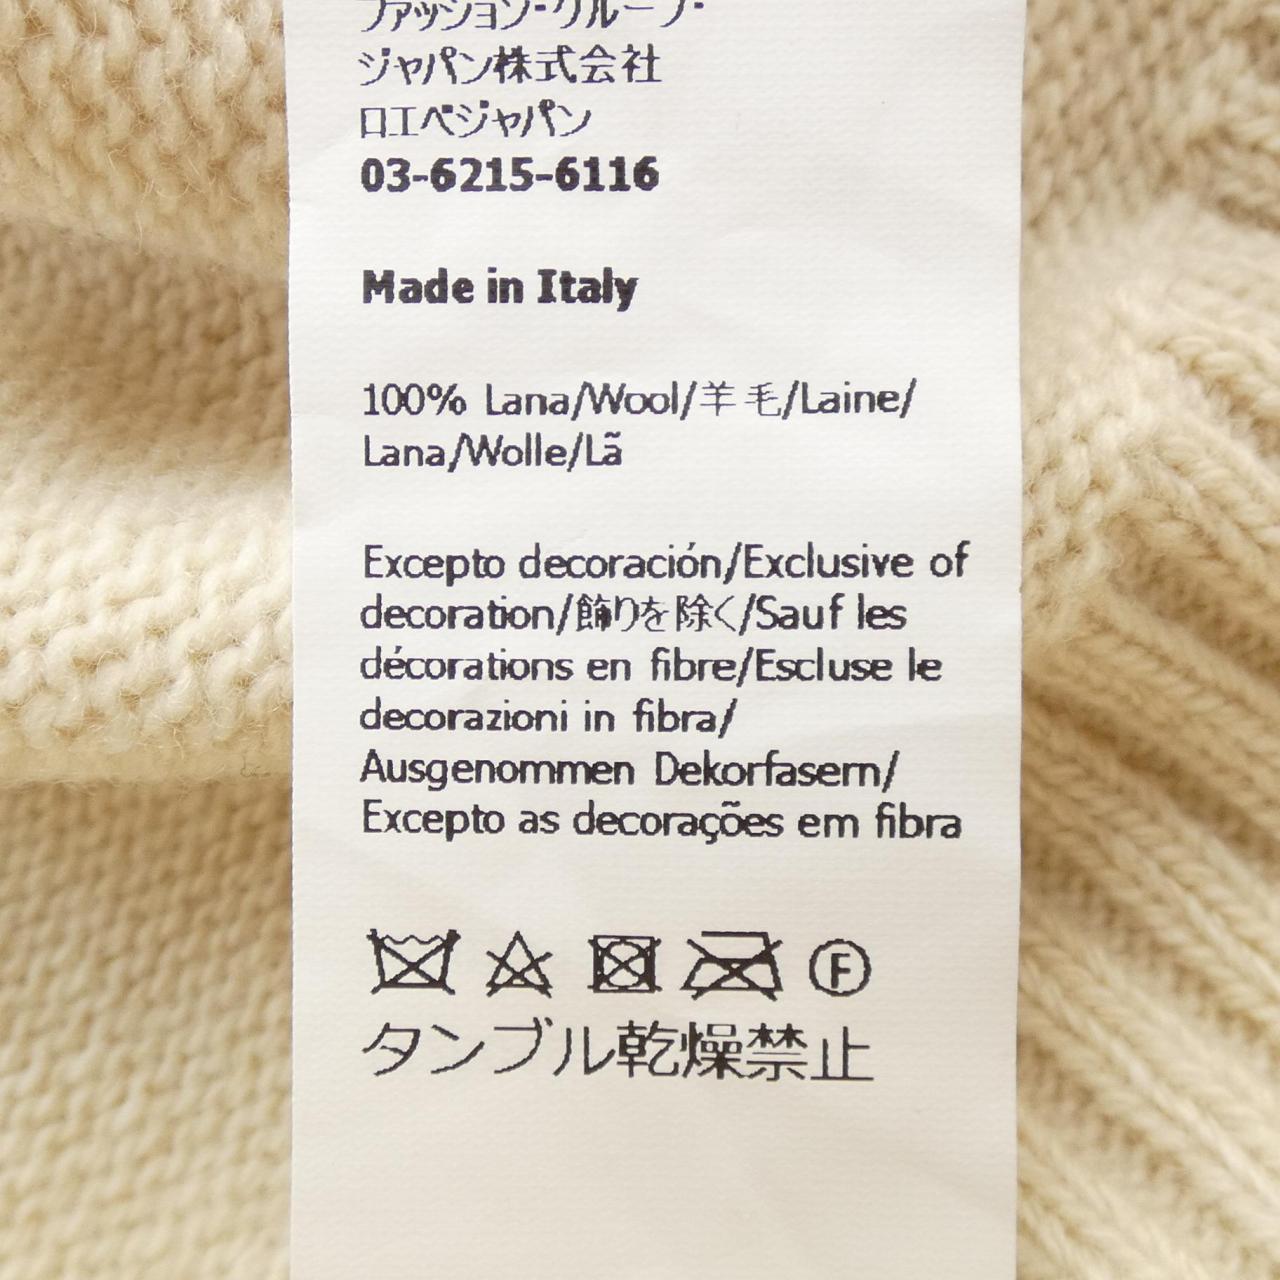 ファッション・グループ・
ジャパン株式会社
ロエベジャパン
03-6215-6116
Made in Italy
100% Lana/Wool/羊毛/Laine/
Lana/Wolle/Lã
Excepto decoración/Exclusive of
decoration/飾りを除く/Sauf les
décorations en fibre/Escluse le
decorazioni in fibra/
Ausgenommen Dekorfasern/
Excepto as decorações em fibra
F
タンブル乾燥禁止